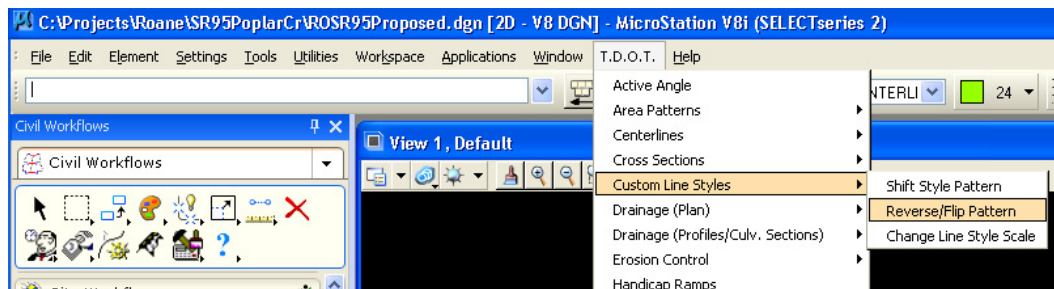 C:\Projects\Roane\SR95PoplarCr\ROSR95Proposed.dgn [2D - V8 DGN] - MicroStation V8i (SELECTseries 2)
File Edit Element Settings Tools Utilities Workspace Applications Window T.D.O.T. Help
Active Angle
NTERLI 24
Area Patterns
Civil Workflows
View 1, Default
Centerlines
Civil Workflows
Cross Sections
Custom Line Styles
Shift Style Pattern
Drainage (Plan)
Reverse/Flip Pattern
Drainage (Profiles/Culv. Sections)
Change Line Style Scale
Erosion Control
Handicap Ramps